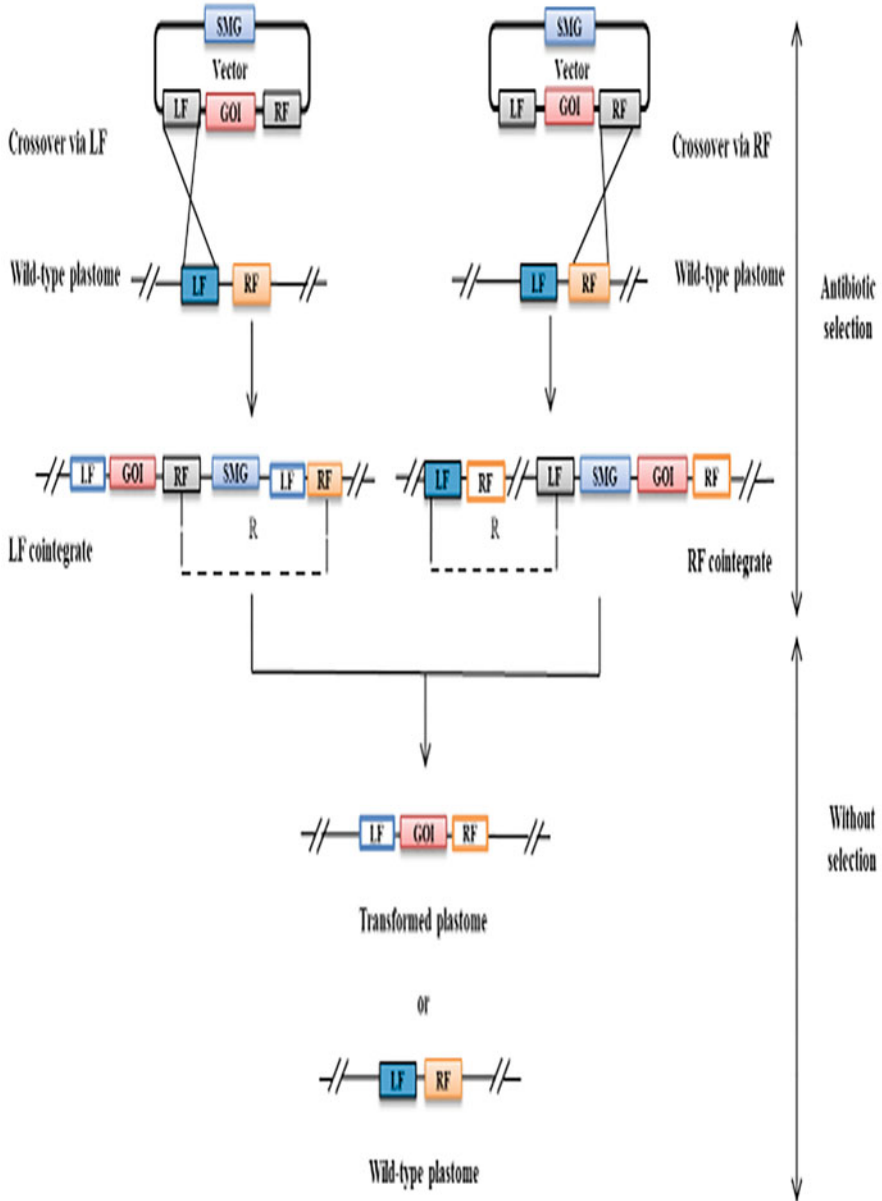 SMG
Vector
LF GOI RF
SMG
Vector
LF GOI RF
Crossover via LF
Crossover via RF
Wild-type plastome
LF RF
LF RF
Wild-type plastome
Antibiotic
selection
LF GOI RF SMG LF RF
LF RF LF SMG GOI RF
R
R
LF cointegrate
RF cointegrate
LF GOI RF
Transformed plastome
Without
selection
or
LF RF
Wild-type plastome